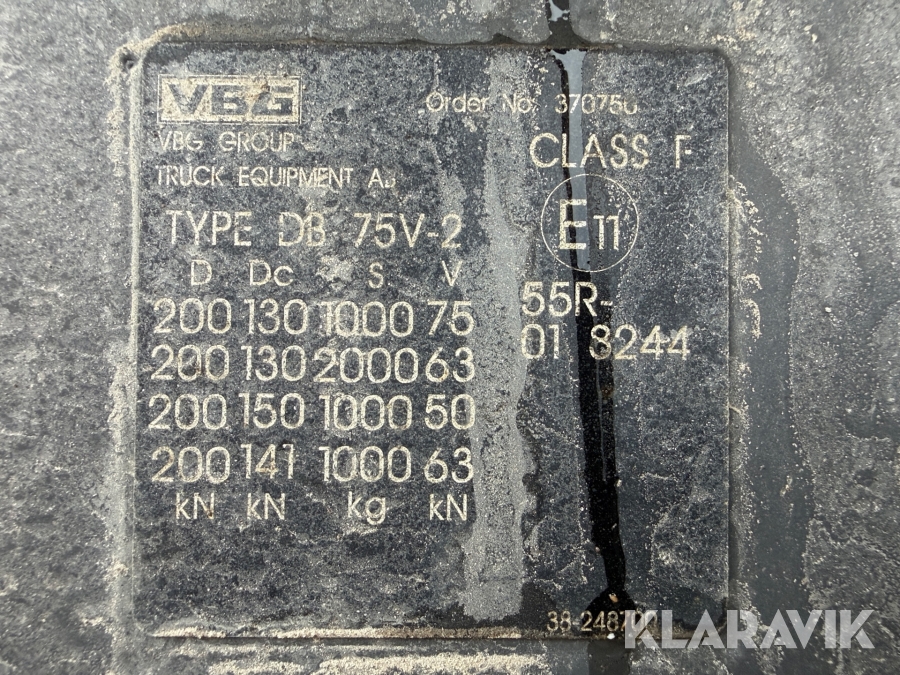 VBG
Order No. 370750
VBG GROUP
CLASS F
TRUCK EQUIPMENT AB
TYPE DB 75V-2
E11
D Dc S V
200 130 1000 75
55R-
200 130 2000 63
01 8244
200 150 1000 50
200 141 1000 63
kN kN kg kN
KLARAVIK